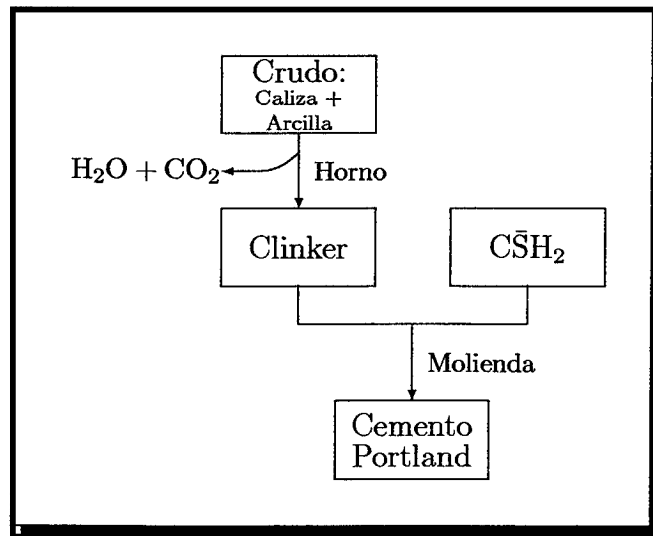 Crudo:
Caliza +
Arcilla
H₂O + CO₂
Horno
Clinker
CS̄H₂
Molienda
Cemento
Portland